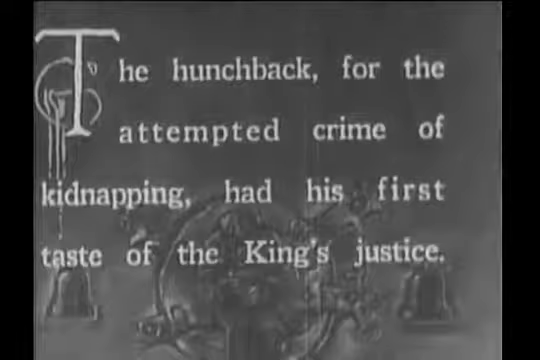 The hunchback, for the
attempted crime of
kidnapping, had his first
taste of the King's justice.